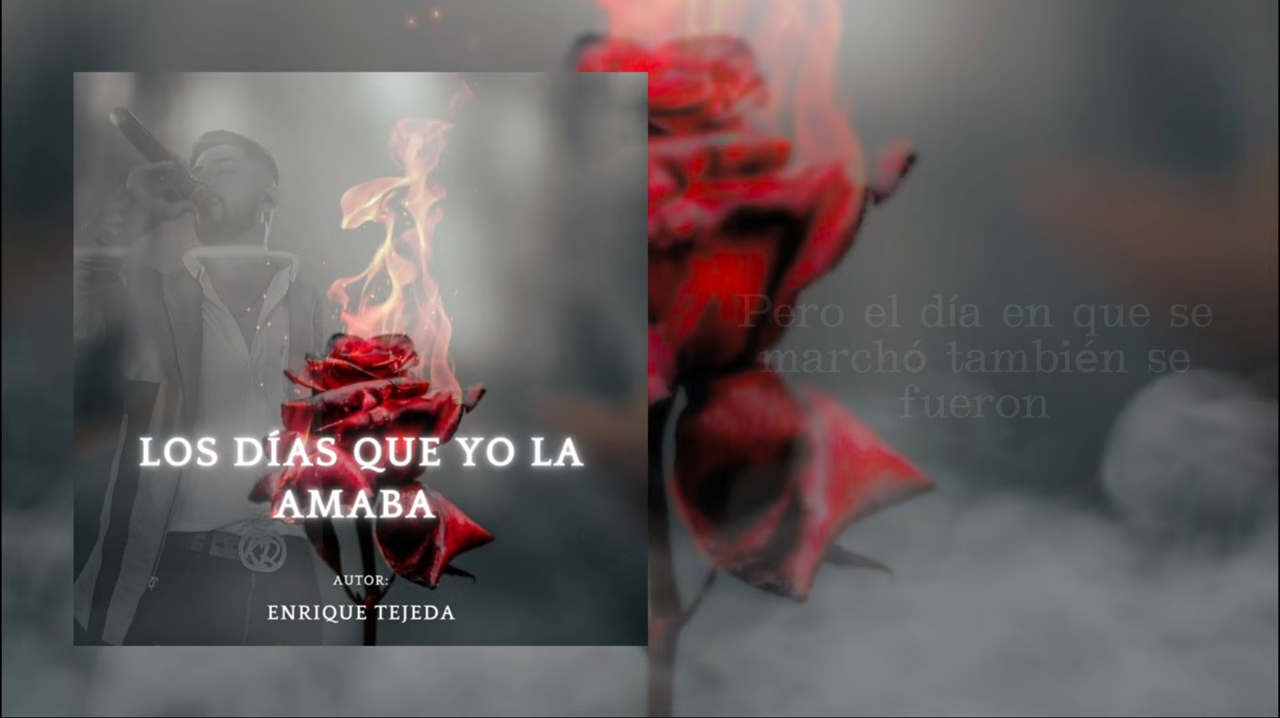 LOS DÍAS QUE YO LA
AMABA
AUTOR:
ENRIQUE TEJEDA
Pero el día en que se
marchó también se
fueron